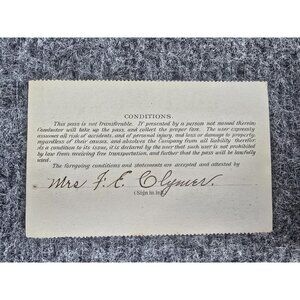 CONDITIONS.
This pass is not transferable. If presented by a person not named therein,
Conductor will take up the pass, and collect the proper fare. The user expressly
assumes all risk of accidents, and of personal injury, and loss or damage to property,
regardless of their causes, and absolves the Company from all liability therefor;
As a condition to its issue, it is declared by the user that such user is not prohibited
by law from receiving free transportation, and further that the pass will be lawfully
used.
The foregoing conditions and statements are accepted and attested by
Mrs F. E. Clymer.
(Sign in ink)